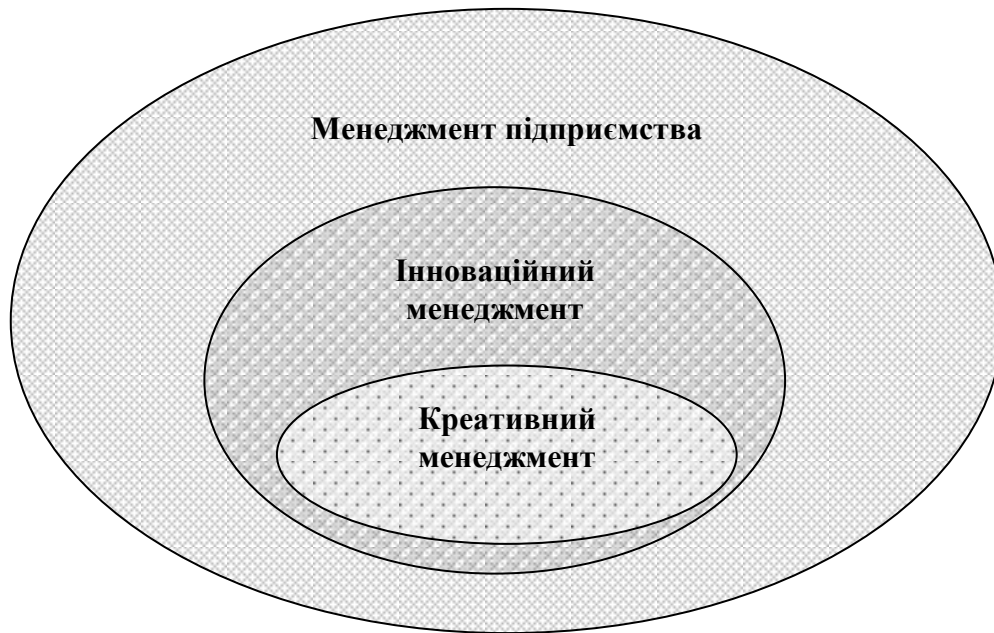 Менеджмент підприємства
Інноваційний
менеджмент
Креативний
менеджмент